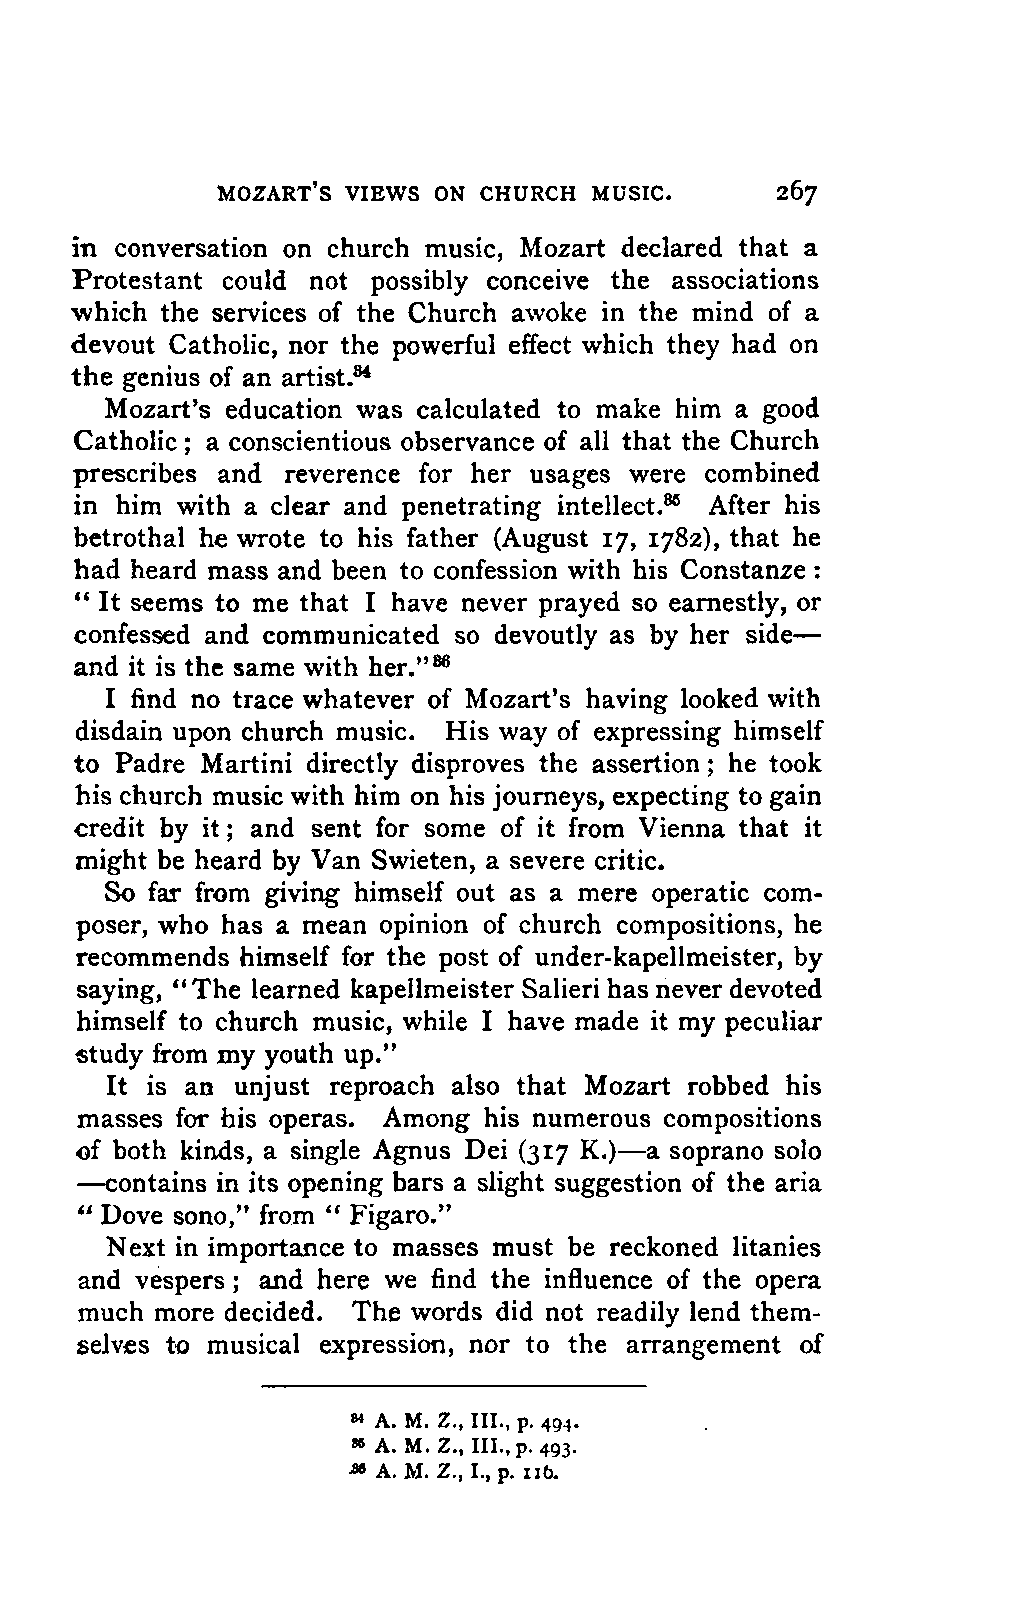 MOZART'S VIEWS ON CHURCH MUSIC. 267
in conversation on church music, Mozart declared that a
Protestant could not possibly conceive the associations
which the services of the Church awoke in the mind of a
devout Catholic, nor the powerful effect which they had on
the genius of an artist.⁸⁴
Mozart's education was calculated to make him a good
Catholic; a conscientious observance of all that the Church
prescribes and reverence for her usages were combined
in him with a clear and penetrating intellect.⁸⁵ After his
betrothal he wrote to his father (August 17, 1782), that he
had heard mass and been to confession with his Constanze:
"It seems to me that I have never prayed so earnestly, or
confessed and communicated so devoutly as by her side—
and it is the same with her."⁸⁶
I find no trace whatever of Mozart's having looked with
disdain upon church music. His way of expressing himself
to Padre Martini directly disproves the assertion; he took
his church music with him on his journeys, expecting to gain
credit by it; and sent for some of it from Vienna that it
might be heard by Van Swieten, a severe critic.
So far from giving himself out as a mere operatic com-
poser, who has a mean opinion of church compositions, he
recommends himself for the post of under-kapellmeister, by
saying, "The learned kapellmeister Salieri has never devoted
himself to church music, while I have made it my peculiar
study from my youth up."
It is an unjust reproach also that Mozart robbed his
masses for his operas. Among his numerous compositions
of both kinds, a single Agnus Dei (317 K.)—a soprano solo
—contains in its opening bars a slight suggestion of the aria
"Dove sono," from "Figaro."
Next in importance to masses must be reckoned litanies
and vespers; and here we find the influence of the opera
much more decided. The words did not readily lend them-
selves to musical expression, nor to the arrangement of
⁸⁴ A. M. Z., III., p. 494.
⁸⁵ A. M. Z., III., p. 493.
⁸⁶ A. M. Z., I., p. 116.